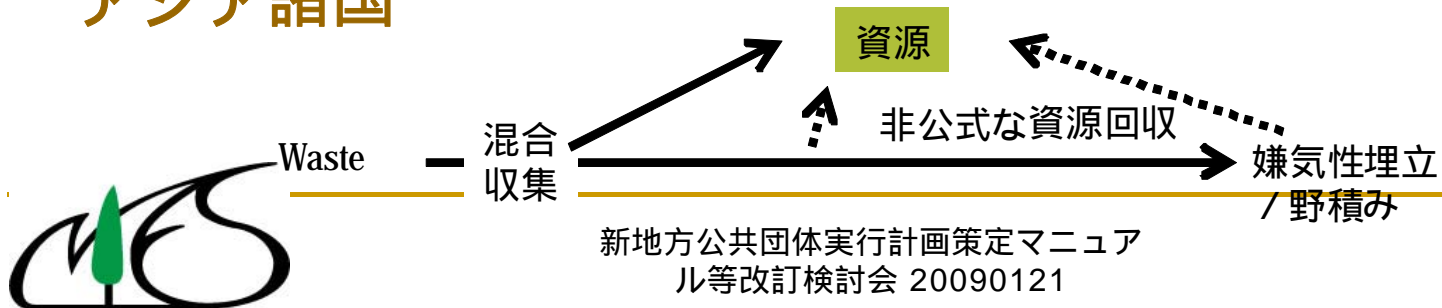 アジア諸国
資源
非公式な資源回収
Waste
混合
収集
嫌気性埋立
/野積み
新地方公共団体実行計画策定マニュア
ル等改訂検討会 20090121